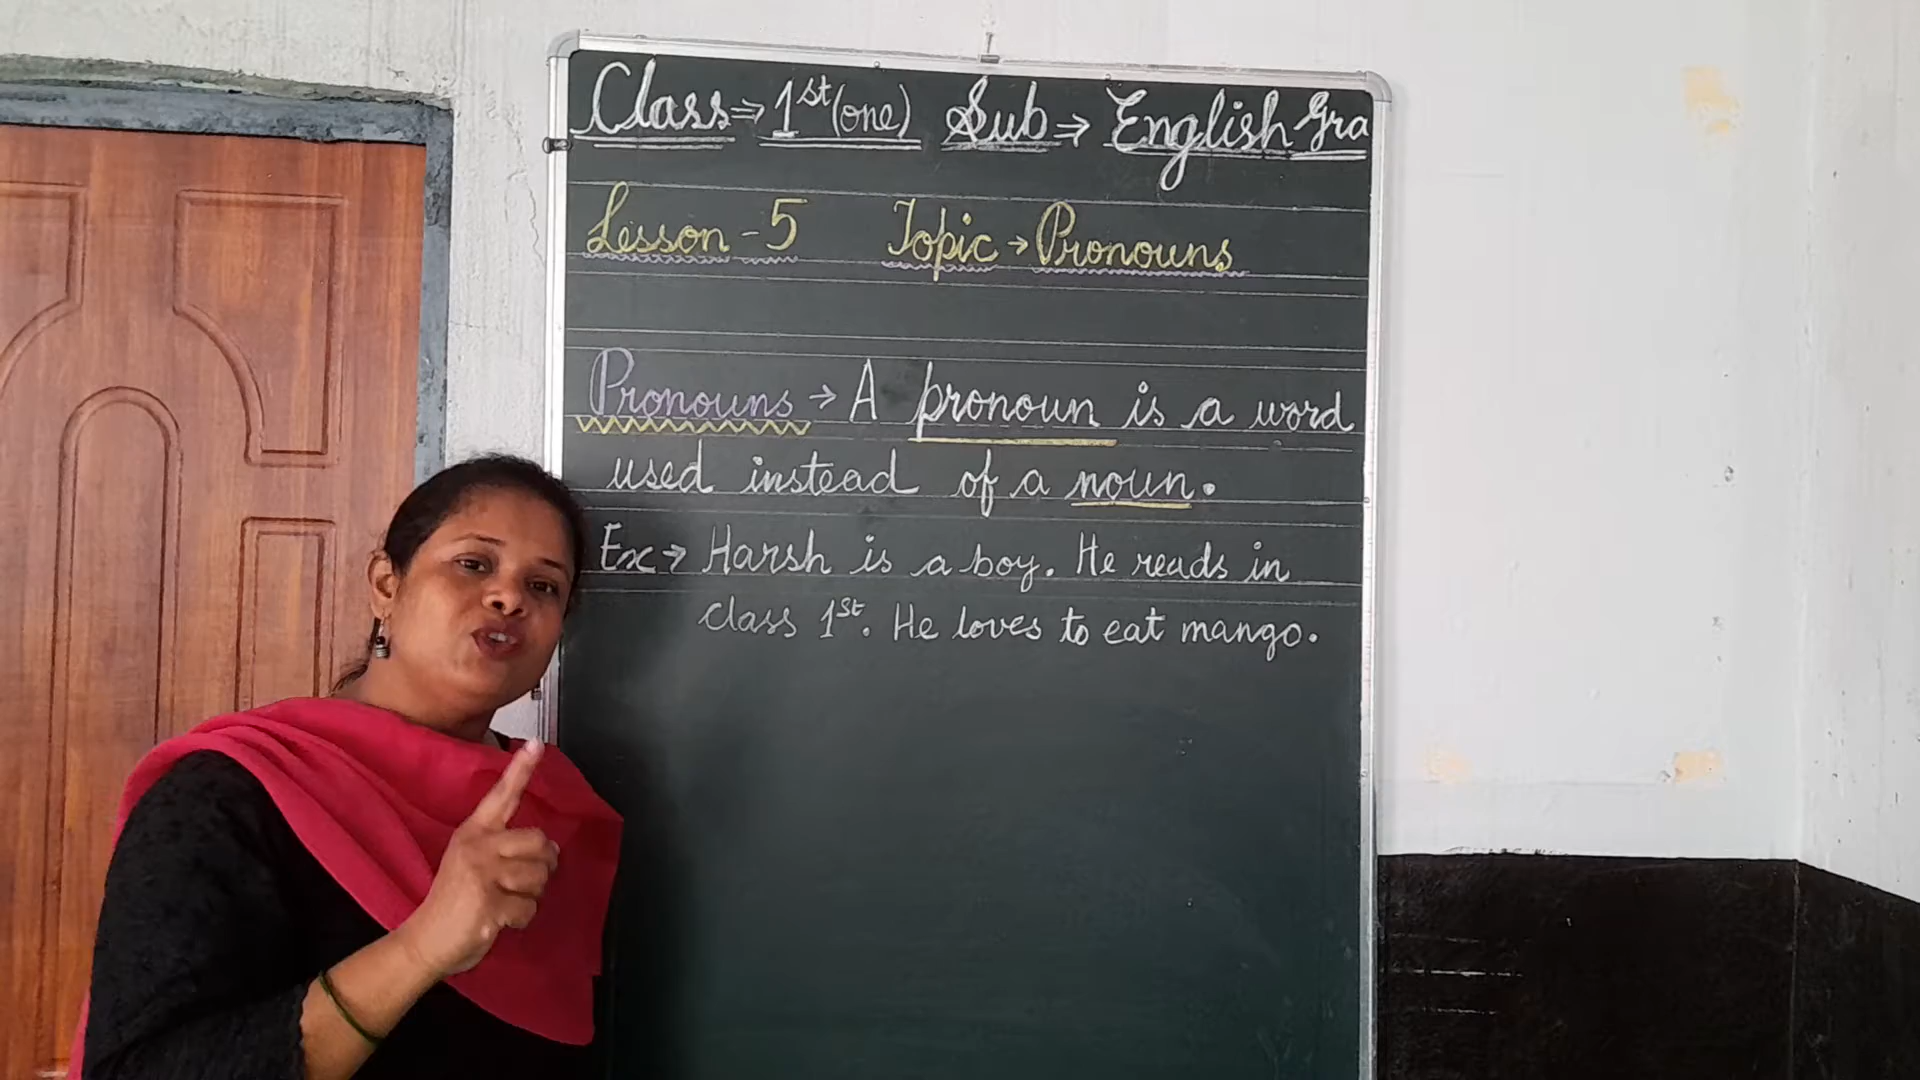 Class ⇒ 1st (one) Sub ⇒ English Gra
Lesson - 5 Topic → Pronouns
Pronouns → A pronoun is a word
used instead of a noun.
Ex → Harsh is a boy. He reads in
class 1st. He loves to eat mango.